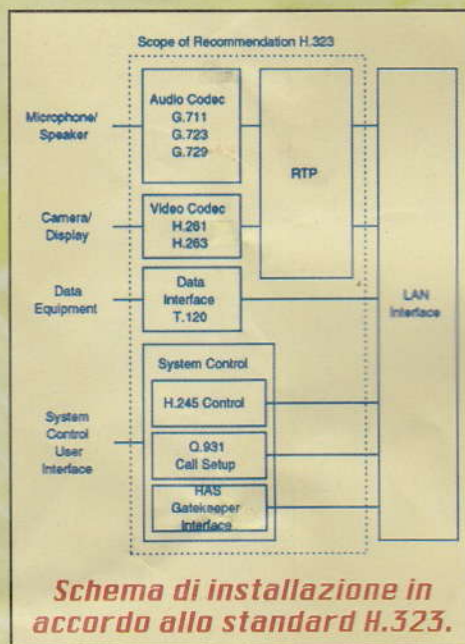 Scope of Recommendation H.323
Microphone/
Speaker
Audio Codec
G.711
G.723
G.729
RTP
Camera/
Display
Video Codec
H.261
H.263
Data
Equipment
Data
Interface
T.120
LAN
Interface
System Control
User Interface
System Control
H.245 Control
Q.931
Call Setup
RAS
Gatekeeper
Interface
Schema di installazione in
accordo allo standard H.323.